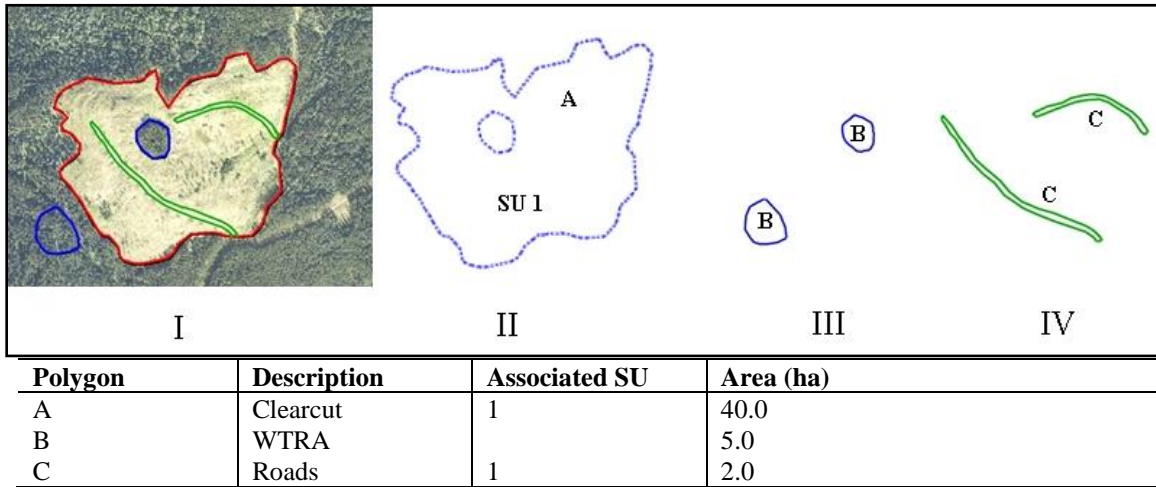 A
SU 1
B
B
C
C
I II III IV
Polygon Description Associated SU Area (ha)
A Clearcut 1 40.0
B WTRA 5.0
C Roads 1 2.0